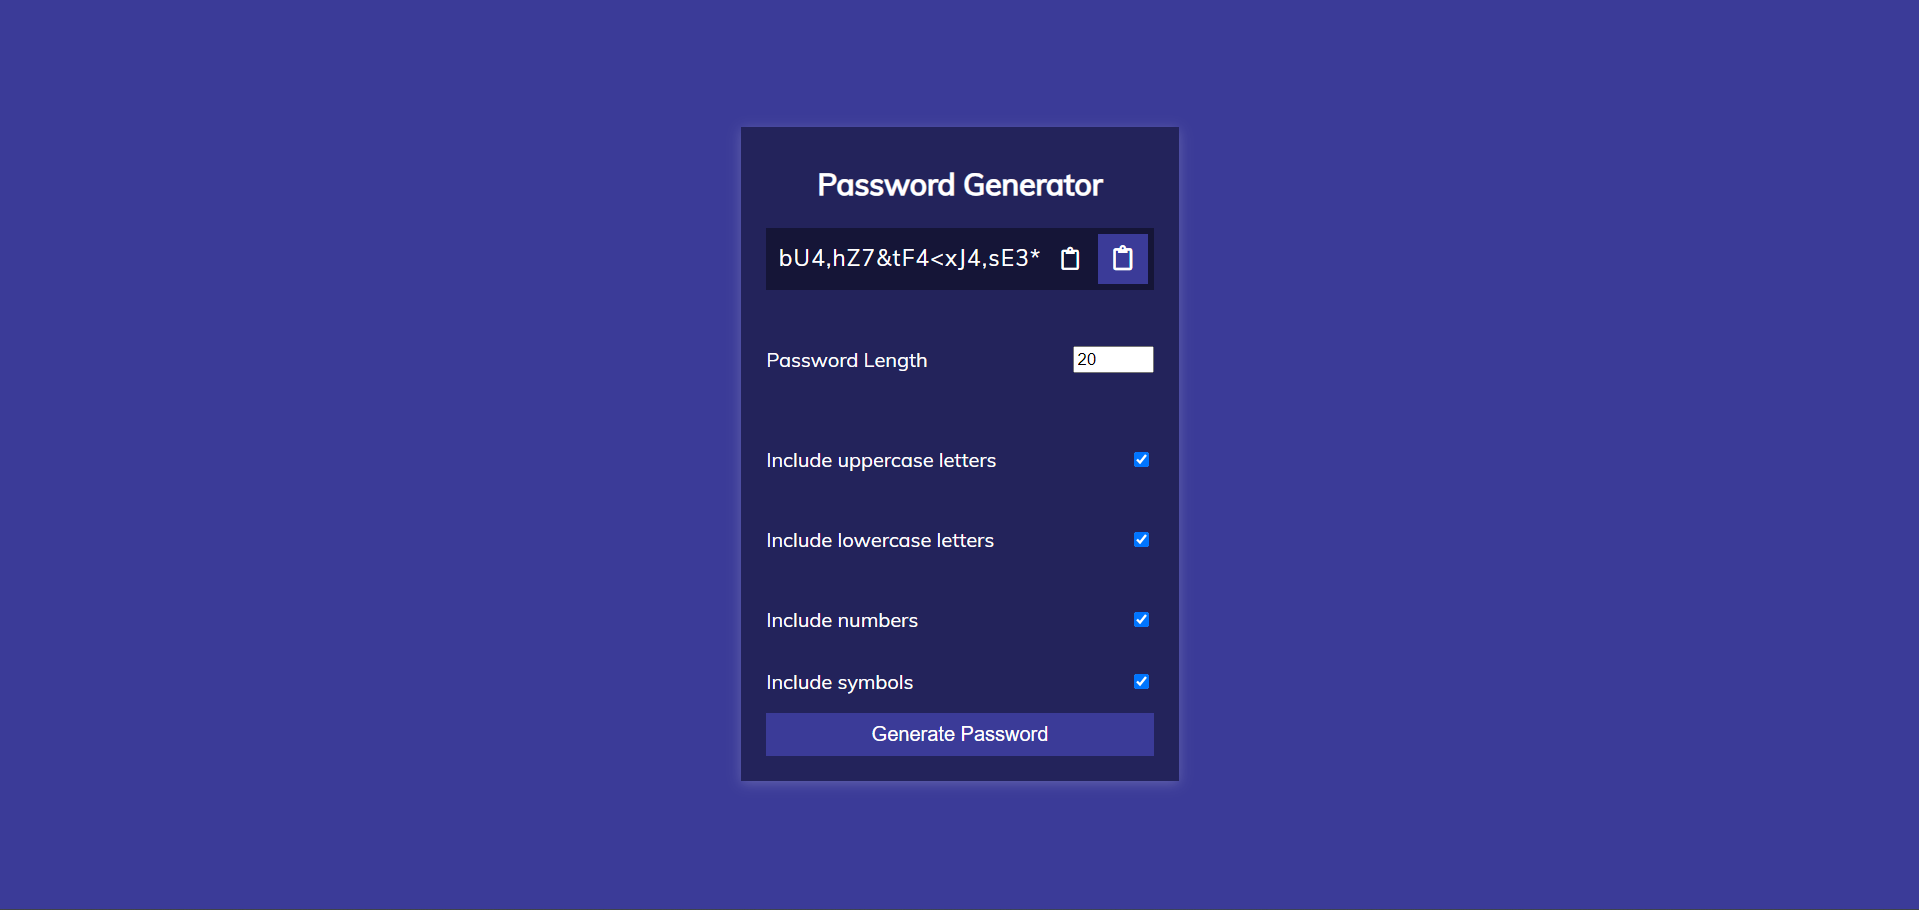 Password Generator
bU4,hZ7&tF4<xJ4,sE3*
Password Length
20
Include uppercase letters
Include lowercase letters
Include numbers
Include symbols
Generate Password